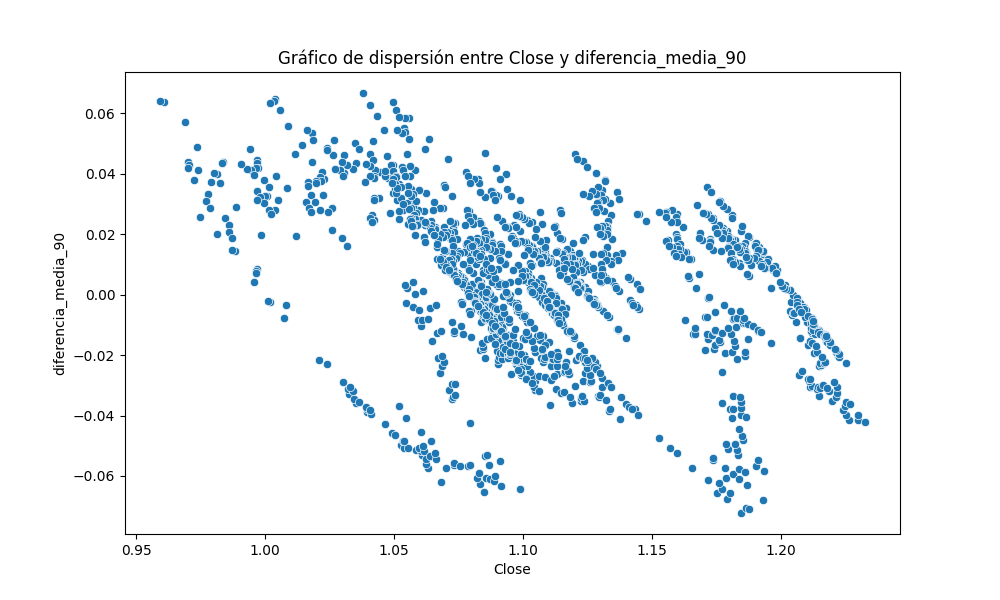 Gráfico de dispersión entre Close y diferencia_media_90
diferencia_media_90
0.06
0.04
0.02
0.00
−0.02
−0.04
−0.06
0.95 1.00 1.05 1.10 1.15 1.20
Close